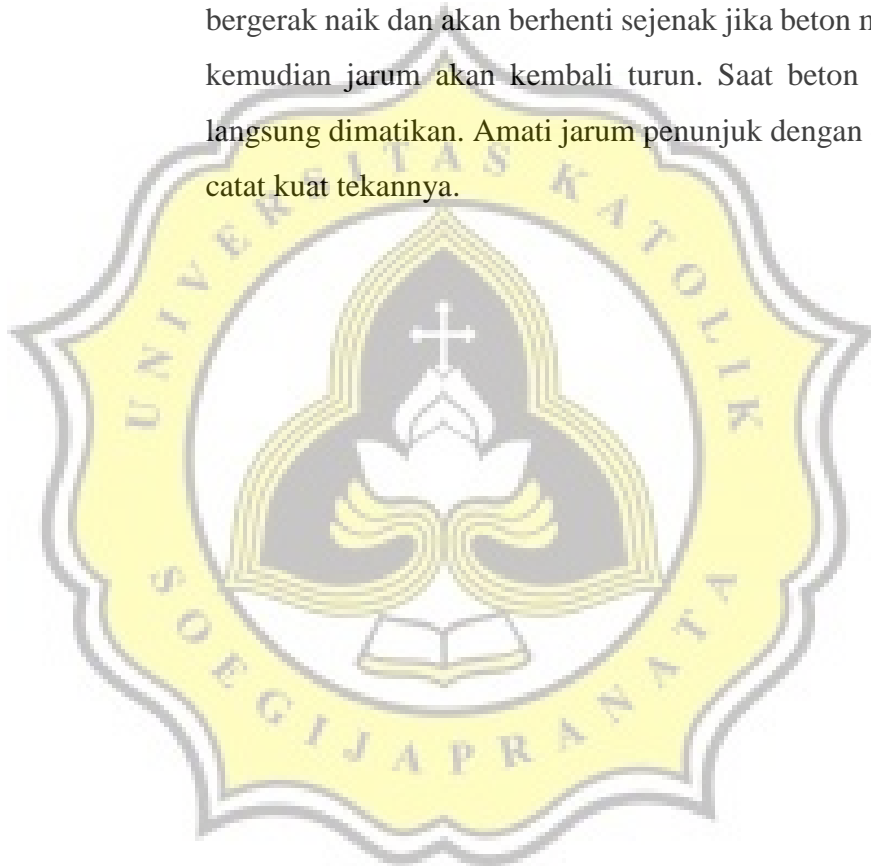 bergerak naik dan akan berhenti sejenak jika beton
kemudian jarum akan kembali turun. Saat beton
langsung dimatikan. Amati jarum penunjuk dengan
catat kuat tekannya.
UNIVERSITAS KATOLIK
SOEGIJAPRANATA